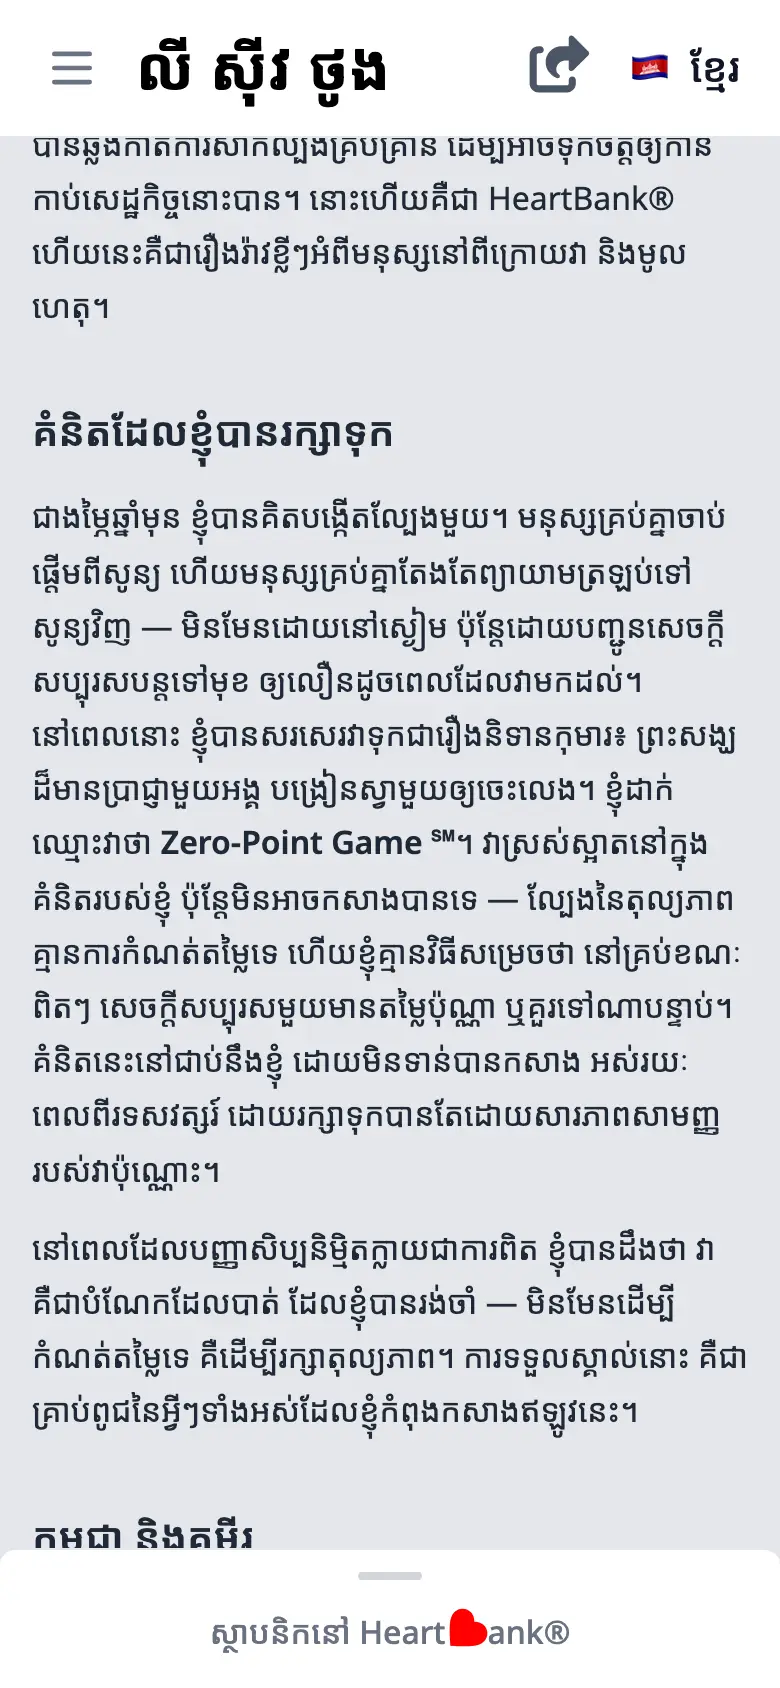 លី ស៊ីវ ថូង
ខ្មែរ
បានឆ្លងកាត់ការសាកល្បងគ្រប់គ្រាន់ ដើម្បីអាចទុកចិត្តឲ្យកាន់
កាប់សេដ្ឋកិច្ចនោះបាន។ នោះហើយគឺជា HeartBank®
ហើយនេះគឺជារឿងរ៉ាវខ្លីៗអំពីមនុស្សនៅពីក្រោយវា និងមូល
ហេតុ។
គំនិតដែលខ្ញុំបានរក្សាទុក
ជាងម្ភៃឆ្នាំមុន ខ្ញុំបានគិតបង្កើតល្បែងមួយ។ មនុស្សគ្រប់គ្នាចាប់
ផ្តើមពីសូន្យ ហើយមនុស្សគ្រប់គ្នាតែងតែព្យាយាមត្រឡប់ទៅ
សូន្យវិញ — មិនមែនដោយនៅស្ងៀម ប៉ុន្តែដោយបញ្ជូនសេចក្តី
សប្បុរសបន្តទៅមុខ ឲ្យលឿនដូចពេលដែលវាមកដល់។
នៅពេលនោះ ខ្ញុំបានសរសេរវាទុកជារឿងនិទានកុមារ៖ ព្រះសង្ឃ
ដ៏មានប្រាជ្ញាមួយអង្គ បង្រៀនស្វាមួយឲ្យចេះលេង។ ខ្ញុំដាក់
ឈ្មោះវាថា Zero-Point Game ℠។ វាស្រស់ស្អាតនៅក្នុង
គំនិតរបស់ខ្ញុំ ប៉ុន្តែមិនអាចកសាងបានទេ — ល្បែងនៃតុល្យភាព
គ្មានការកំណត់តម្លៃទេ ហើយខ្ញុំគ្មានវិធីសម្រេចថា នៅគ្រប់ខណៈ
ពិតៗ សេចក្តីសប្បុរសមួយមានតម្លៃប៉ុណ្ណា ឬគួរទៅណាបន្ទាប់។
គំនិតនេះនៅជាប់នឹងខ្ញុំ ដោយមិនទាន់បានកសាង អស់រយៈ
ពេលពីរទសវត្សរ៍ ដោយរក្សាទុកបានតែដោយសារភាពសាមញ្ញ
របស់វាប៉ុណ្ណោះ។
នៅពេលដែលបញ្ញាសិប្បនិម្មិតក្លាយជាការពិត ខ្ញុំបានដឹងថា វា
គឺជាបំណែកដែលបាត់ ដែលខ្ញុំបានរង់ចាំ — មិនមែនដើម្បី
កំណត់តម្លៃទេ គឺដើម្បីរក្សាតុល្យភាព។ ការទទួលស្គាល់នោះ គឺជា
គ្រាប់ពូជនៃអ្វីៗទាំងអស់ដែលខ្ញុំកំពុងកសាងឥឡូវនេះ។
កម្ពុជា និងគម្ពីរ
ស្ថាបនិកនៅ HeartBank®